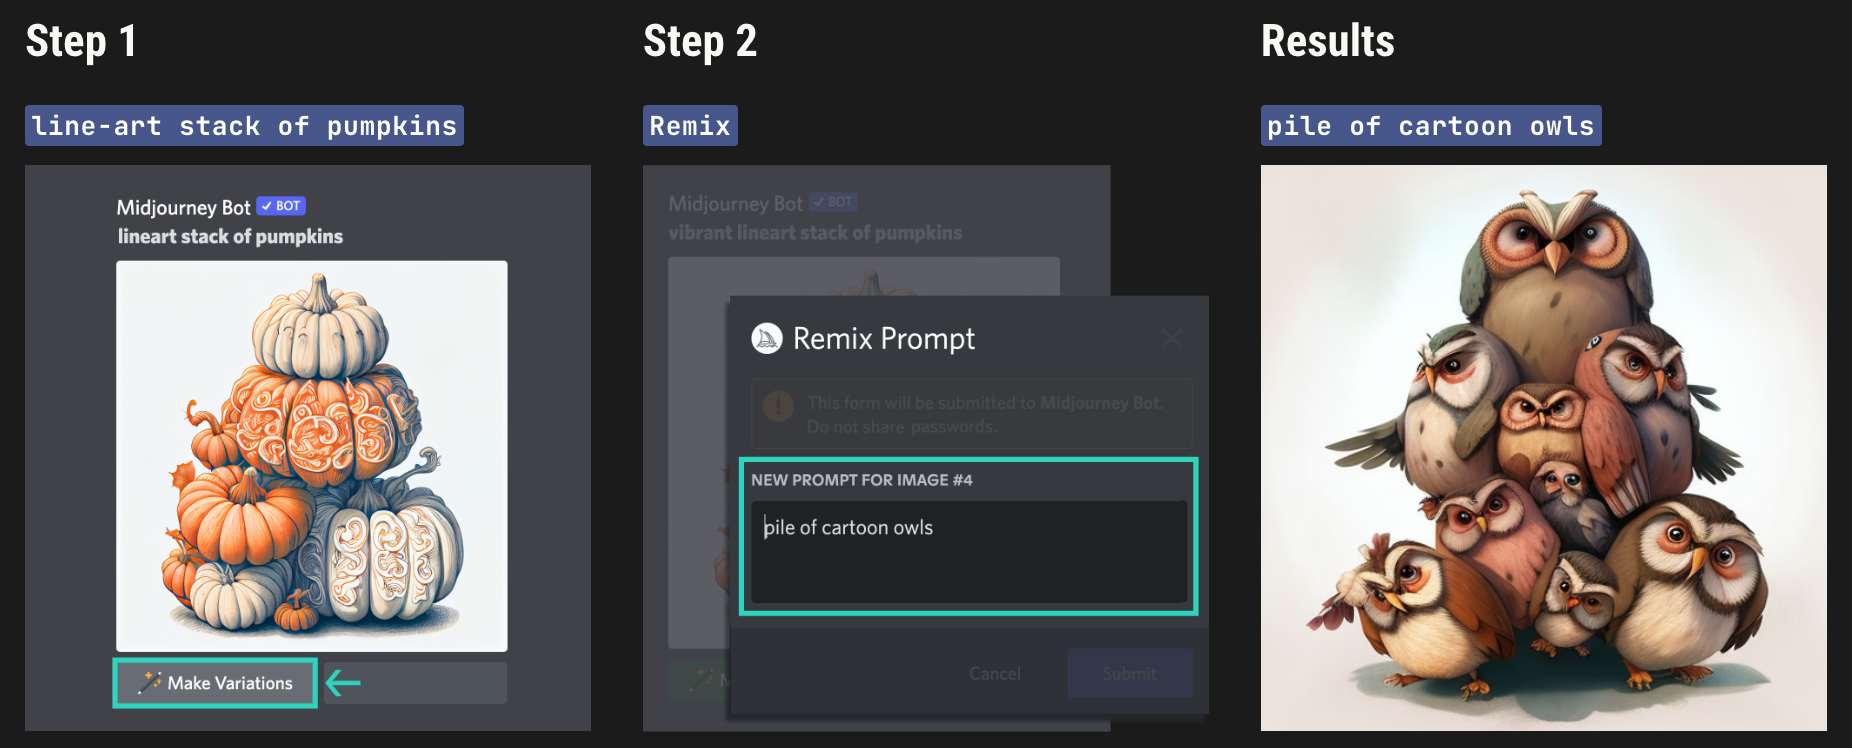 Step 1
line-art stack of pumpkins
Midjourney Bot ✓ BOT
lineart stack of pumpkins
Make Variations
Step 2
Remix
Midjourney Bot ✓ BOT
vibrant lineart stack of pumpkins
Remix Prompt
This form will be submitted to Midjourney Bot.
Do not share passwords.
NEW PROMPT FOR IMAGE #4
pile of cartoon owls
M
Cancel
Submit
Results
pile of cartoon owls